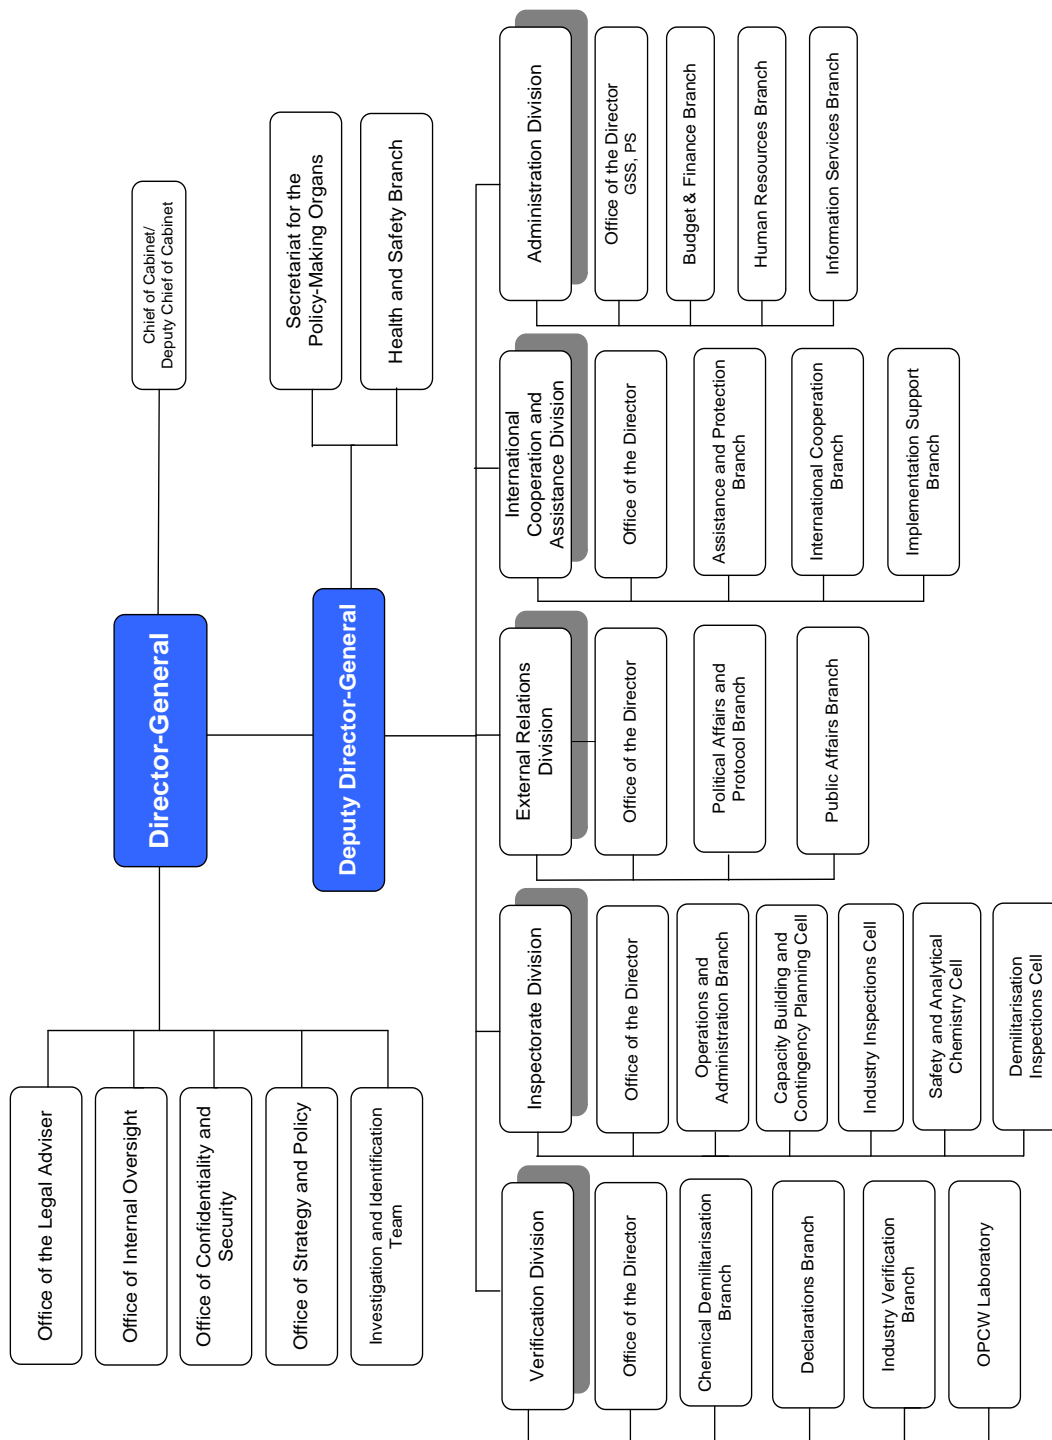 Chief of Cabinet/
Deputy Chief of Cabinet
Director-General
Office of the Legal Adviser
Office of Internal Oversight
Office of Confidentiality and
Security
Office of Strategy and Policy
Investigation and Identification
Team
Deputy Director-General
Secretariat for the
Policy-Making Organs
Health and Safety Branch
Verification Division
Office of the Director
Chemical Demilitarisation
Branch
Declarations Branch
Industry Verification
Branch
OPCW Laboratory
Inspectorate Division
Office of the Director
Operations and
Administration Branch
Capacity Building and
Contingency Planning Cell
Industry Inspections Cell
Safety and Analytical
Chemistry Cell
Demilitarisation
Inspections Cell
External Relations
Division
Office of the Director
Political Affairs and
Protocol Branch
Public Affairs Branch
International
Cooperation and
Assistance Division
Office of the Director
Assistance and Protection
Branch
International Cooperation
Branch
Implementation Support
Branch
Administration Division
Office of the Director
GSS, PS
Budget & Finance Branch
Human Resources Branch
Information Services Branch